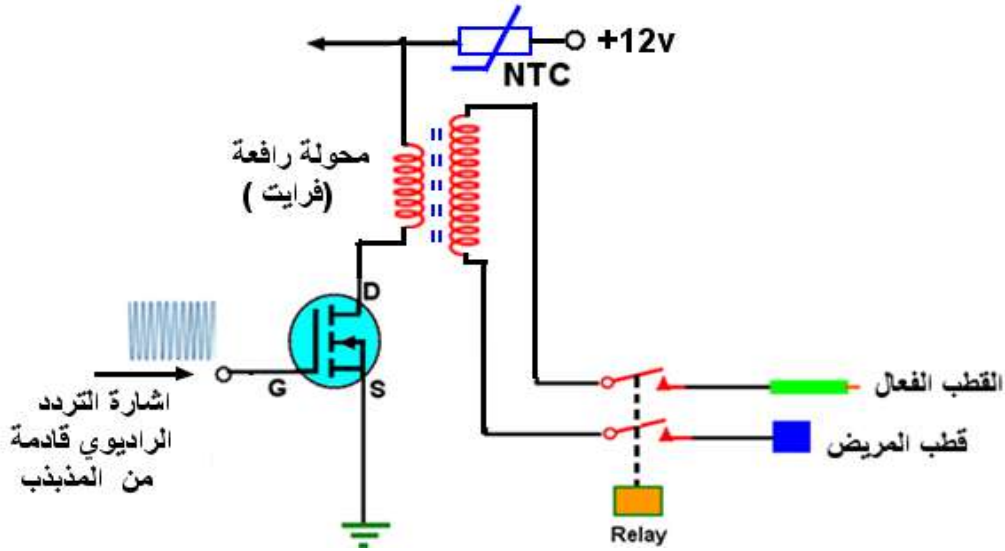 +12v
NTC
محولة رافعة
(فرايت )
D
G
S
اشارة التردد
الراديوي قادمة
من المذبذب
القطب الفعال
قطب المريض
Relay